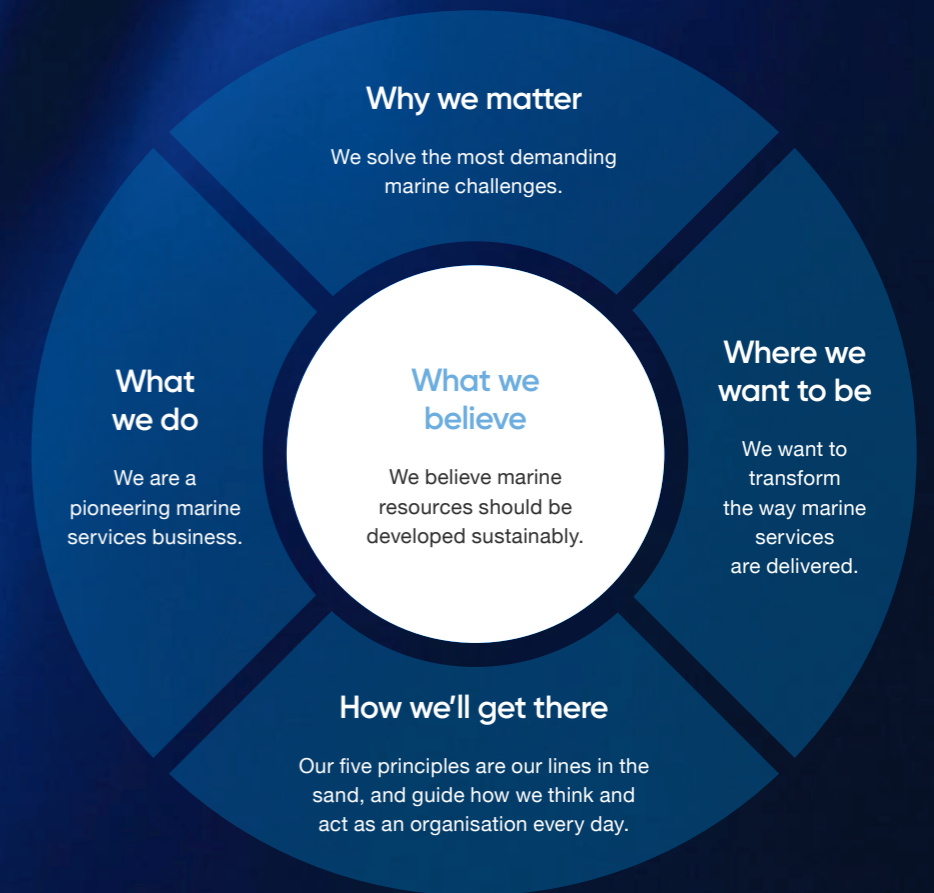 Why we matter
We solve the most demanding
marine challenges.
Where we
want to be
We want to
transform
the way marine
services
are delivered.
What
we do
We are a
pioneering marine
services business.
What we
believe
We believe marine
resources should be
developed sustainably.
How we’ll get there
Our five principles are our lines in the
sand, and guide how we think and
act as an organisation every day.